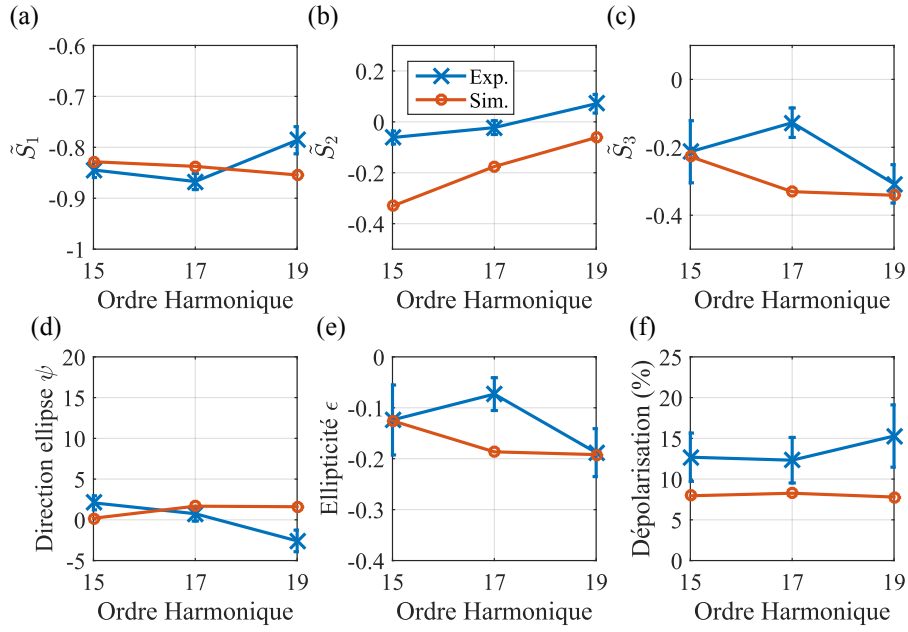 (a)
(b)
(c)
-0.6
-0.7
-0.8
-0.9
-1
S̃1
15 17 19
Ordre Harmonique
0.2
0
-0.2
-0.4
S̃2
Exp.
Sim.
15 17 19
Ordre Harmonique
0
-0.2
-0.4
S̃3
15 17 19
Ordre Harmonique
(d)
(e)
(f)
20
15
10
5
0
-5
Direction ellipse ψ
15 17 19
Ordre Harmonique
0
-0.1
-0.2
-0.3
-0.4
Ellipticité ϵ
15 17 19
Ordre Harmonique
25
20
15
10
5
0
Dépolarisation (%)
15 17 19
Ordre Harmonique